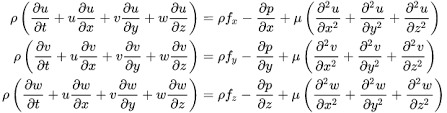 ρ(∂u/∂t + u ∂u/∂x + v ∂u/∂y + w ∂u/∂z) = ρf_x − ∂p/∂x + μ(∂²u/∂x² + ∂²u/∂y² + ∂²u/∂z²)
ρ(∂v/∂t + u ∂v/∂x + v ∂v/∂y + w ∂v/∂z) = ρf_y − ∂p/∂y + μ(∂²v/∂x² + ∂²v/∂y² + ∂²v/∂z²)
ρ(∂w/∂t + u ∂w/∂x + v ∂w/∂y + w ∂w/∂z) = ρf_z − ∂p/∂z + μ(∂²w/∂x² + ∂²w/∂y² + ∂²w/∂z²)